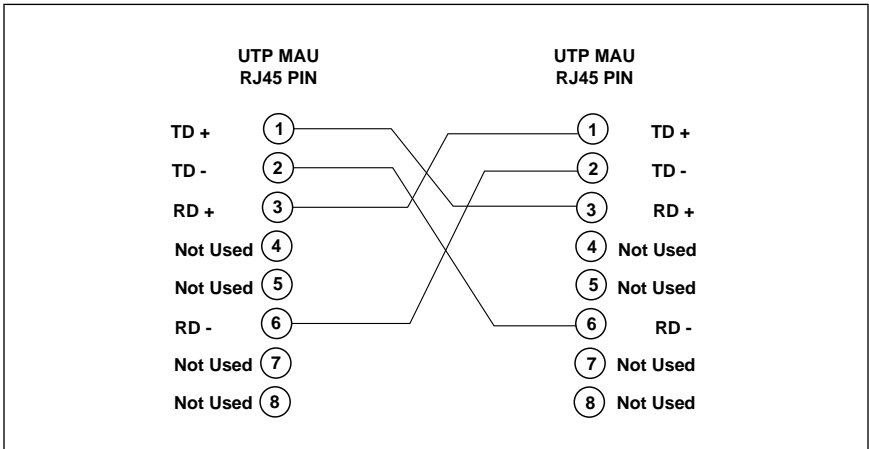 UTP MAU UTP MAU
RJ45 PIN RJ45 PIN
TD + 1 1 TD +
TD - 2 2 TD -
RD + 3 3 RD +
Not Used 4 4 Not Used
Not Used 5 5 Not Used
RD - 6 6 RD -
Not Used 7 7 Not Used
Not Used 8 8 Not Used